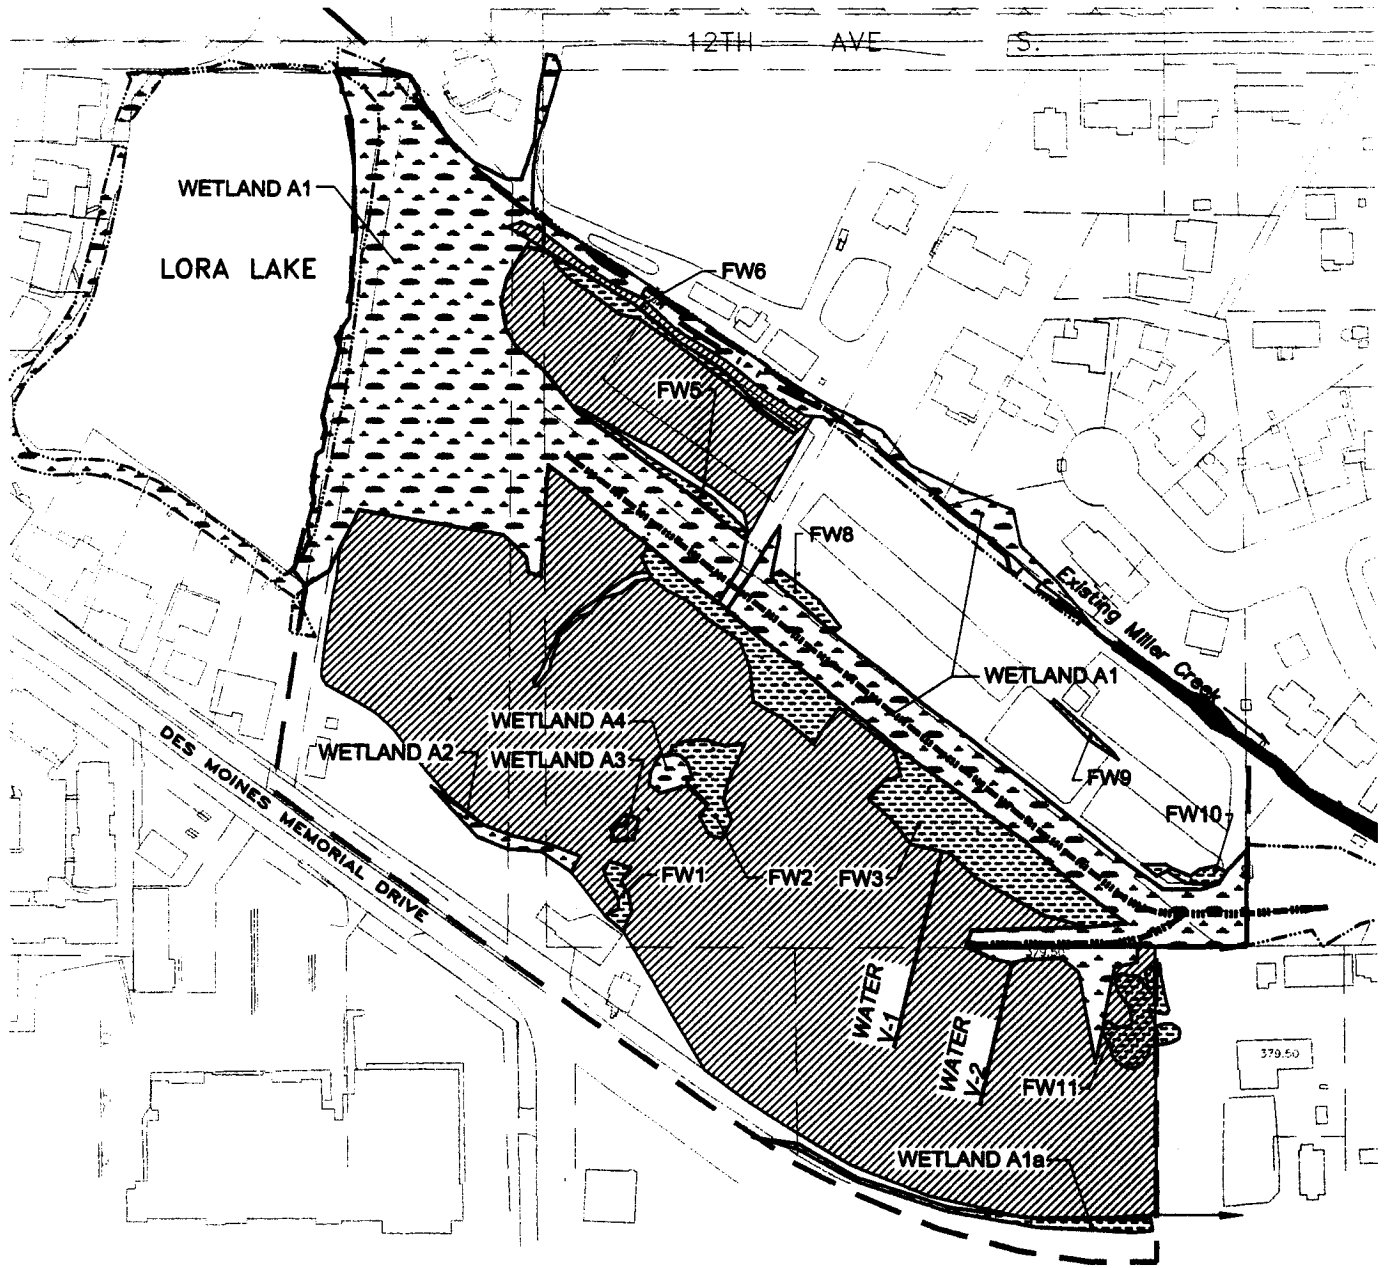 12TH AVE S.
WETLAND A1
LORA LAKE
FW6
FW5
FW8
Existing Miller Creek
WETLAND A1
WETLAND A4
WETLAND A2
WETLAND A3
DES MOINES MEMORIAL DRIVE
FW9
FW10
FW1
FW2
FW3
WATER
V-1
WATER
V-2
379.60
FW11
WETLAND A1a